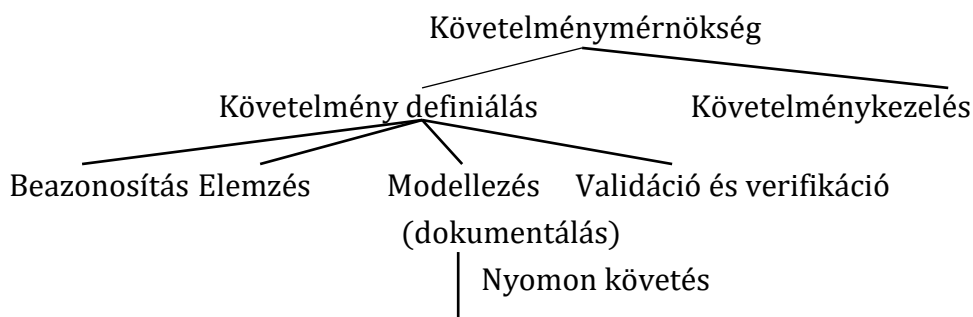 Követelménymérnökség
Követelmény definiálás Követelménykezelés
Beazonosítás Elemzés Modellezés Validáció és verifikáció
(dokumentálás)
Nyomon követés